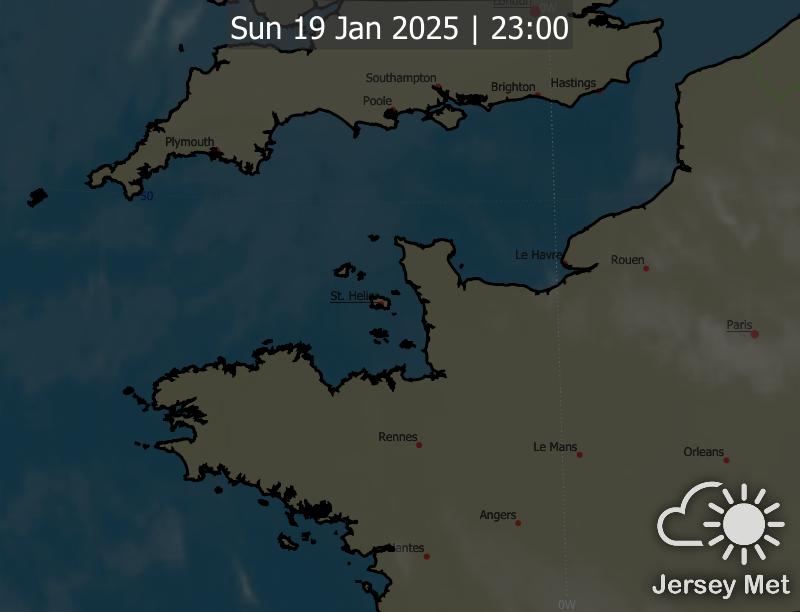 London
0W
Sun 19 Jan 2025 | 23:00
Southampton
Brighton
Hastings
Poole
Plymouth
50
Le Havre
Rouen
St. Helier
Paris
Rennes
Le Mans
Orleans
Angers
Nantes
Jersey Met
0W